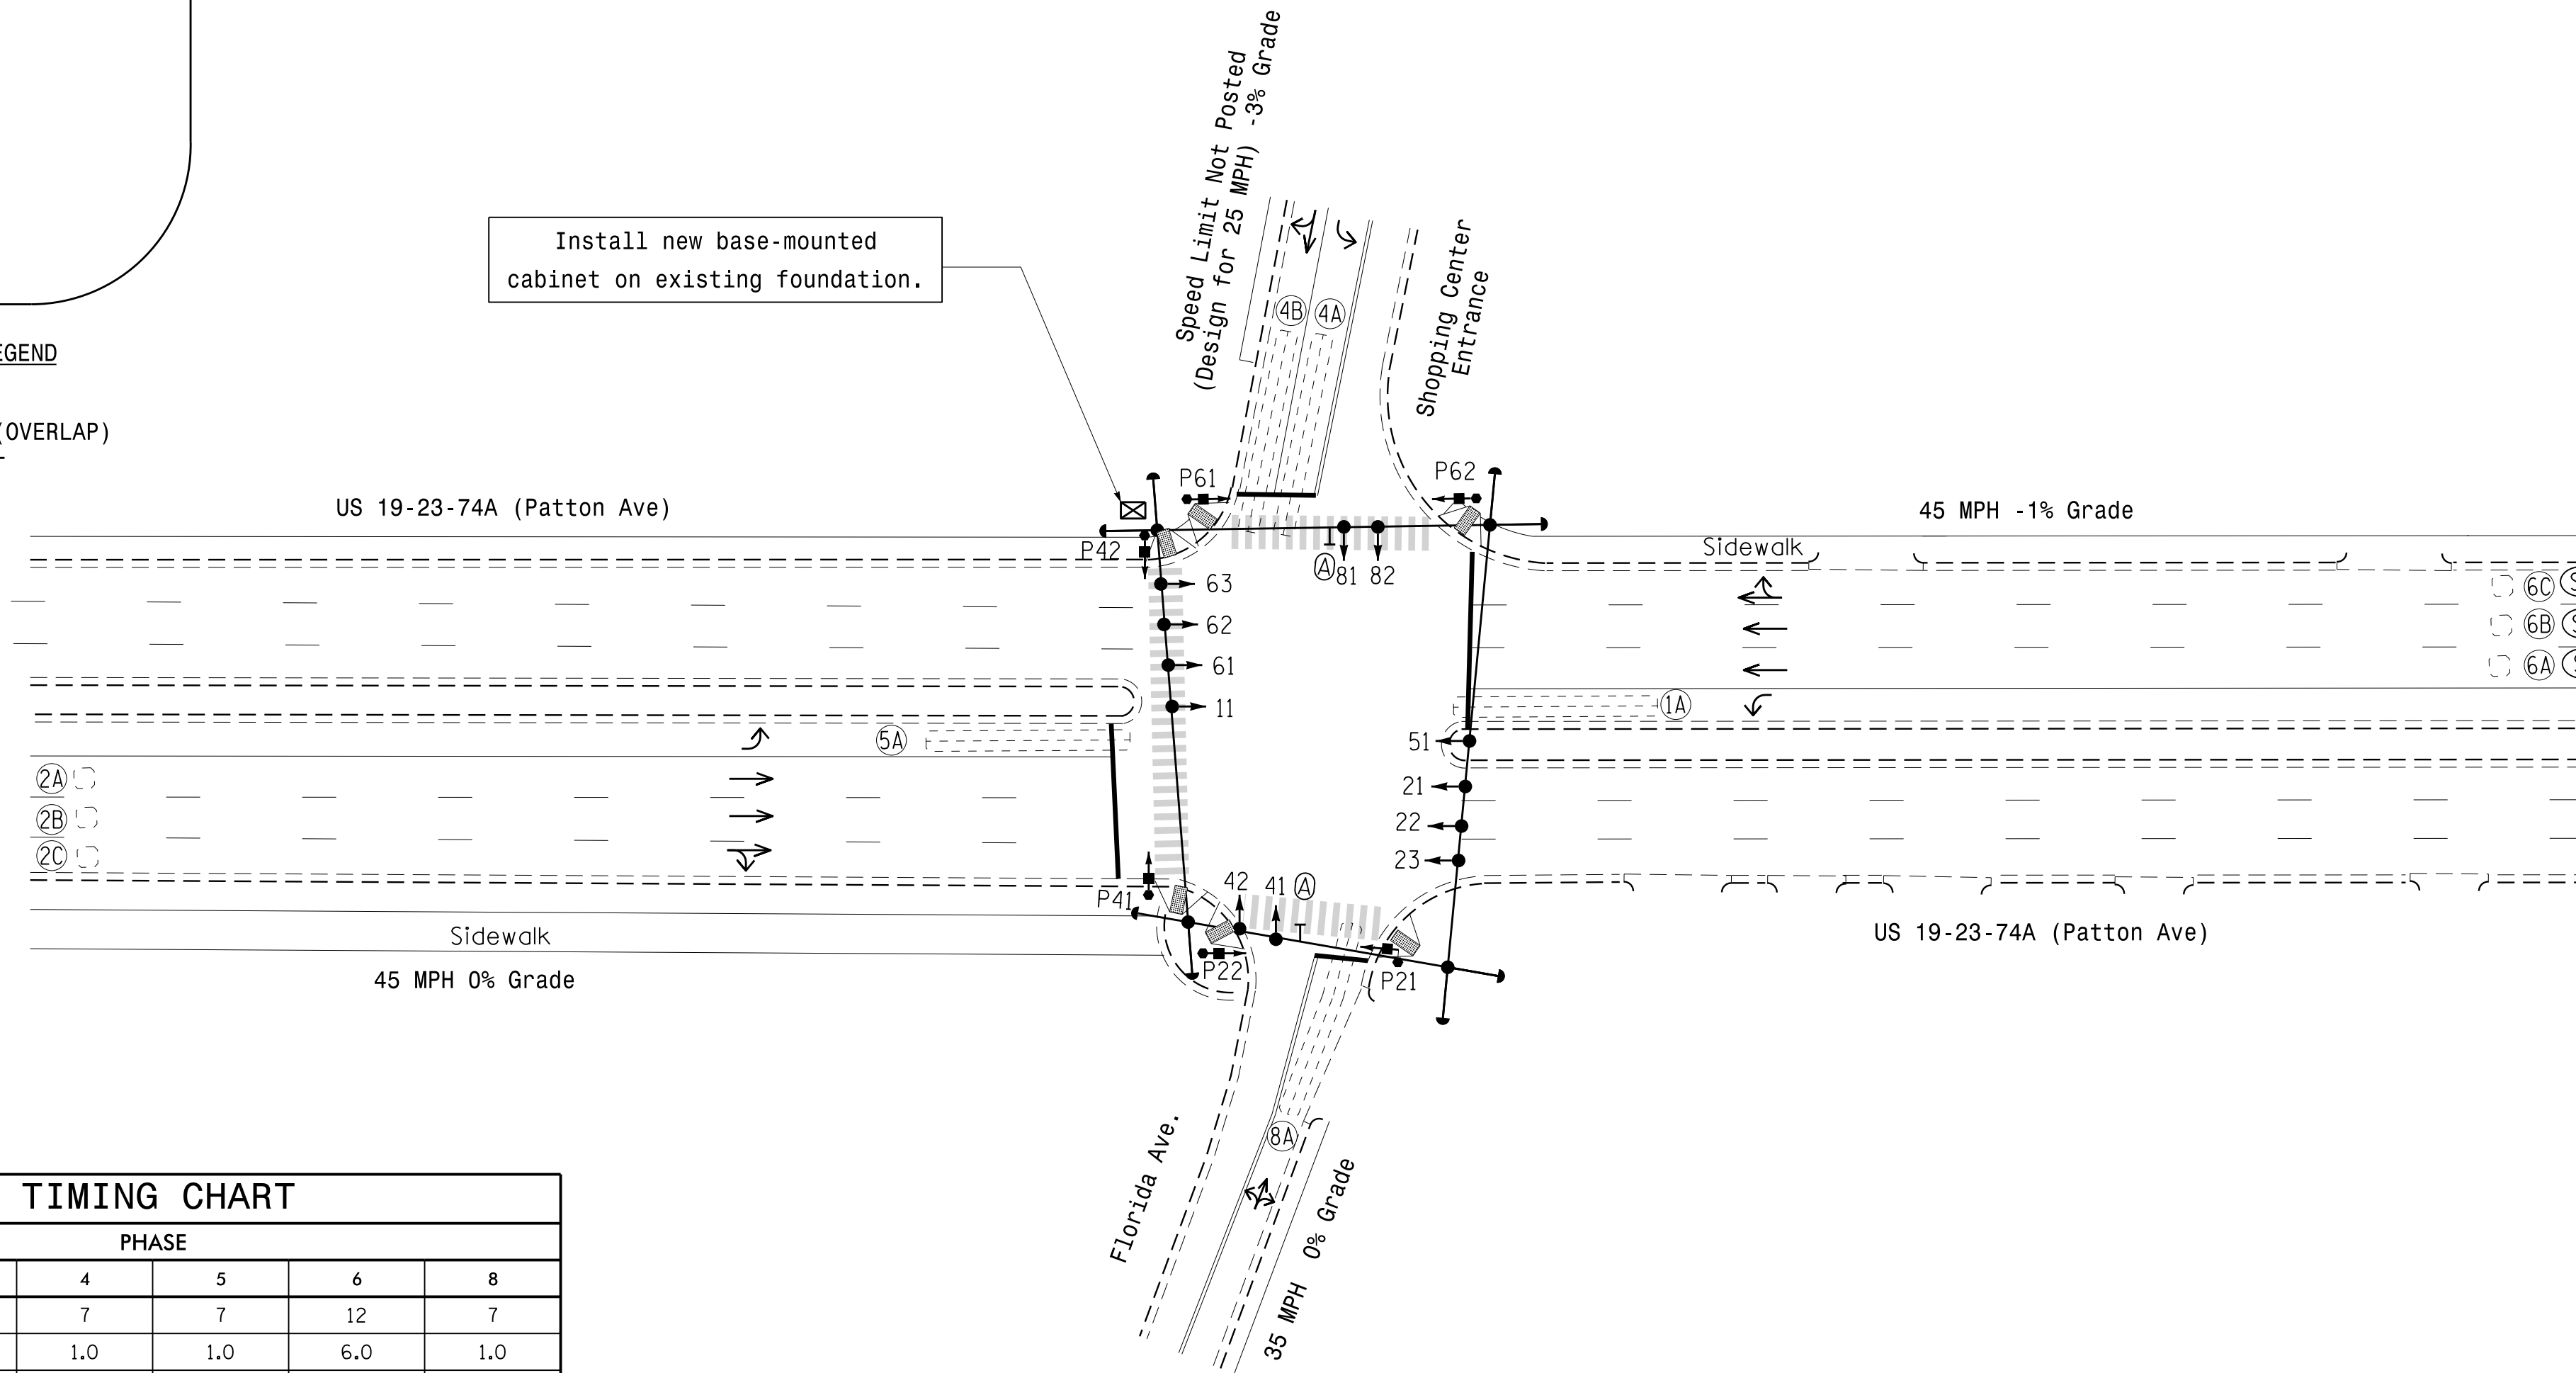 Speed Limit Not Posted
(Design for 25 MPH) -3% Grade
Install new base-mounted
cabinet on existing foundation.
Shopping Center
Entrance
4B
4A
EGEND
(OVERLAP)
US 19-23-74A (Patton Ave)
P61
P62
45 MPH -1% Grade
P42
Sidewalk
A
81
82
63
62
61
11
6C
6B
6A
1A
5A
51
2A
21
2B
22
2C
23
42
41
A
P41
Sidewalk
US 19-23-74A (Patton Ave)
45 MPH 0% Grade
P22
P21
8A
Florida Ave.
35 MPH 0% Grade
TIMING CHART
PHASE
4 5 6 8
7 7 12 7
1.0 1.0 6.0 1.0